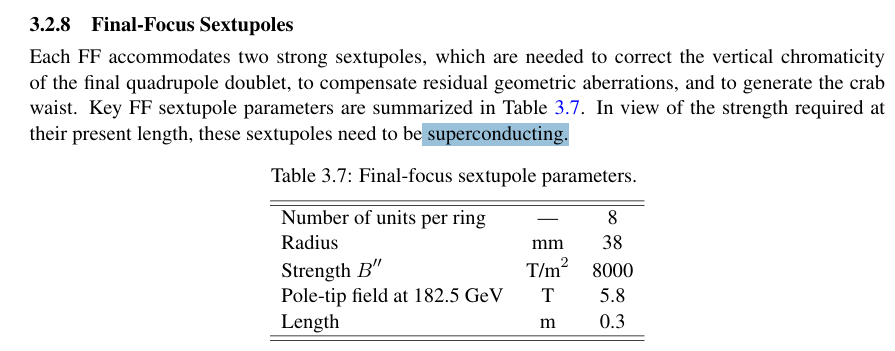 3.2.8 Final-Focus Sextupoles
Each FF accommodates two strong sextupoles, which are needed to correct the vertical chromaticity
of the final quadrupole doublet, to compensate residual geometric aberrations, and to generate the crab
waist. Key FF sextupole parameters are summarized in Table 3.7. In view of the strength required at
their present length, these sextupoles need to be superconducting.
Table 3.7: Final-focus sextupole parameters.
Number of units per ring — 8
Radius mm 38
Strength B′′ T/m² 8000
Pole-tip field at 182.5 GeV T 5.8
Length m 0.3